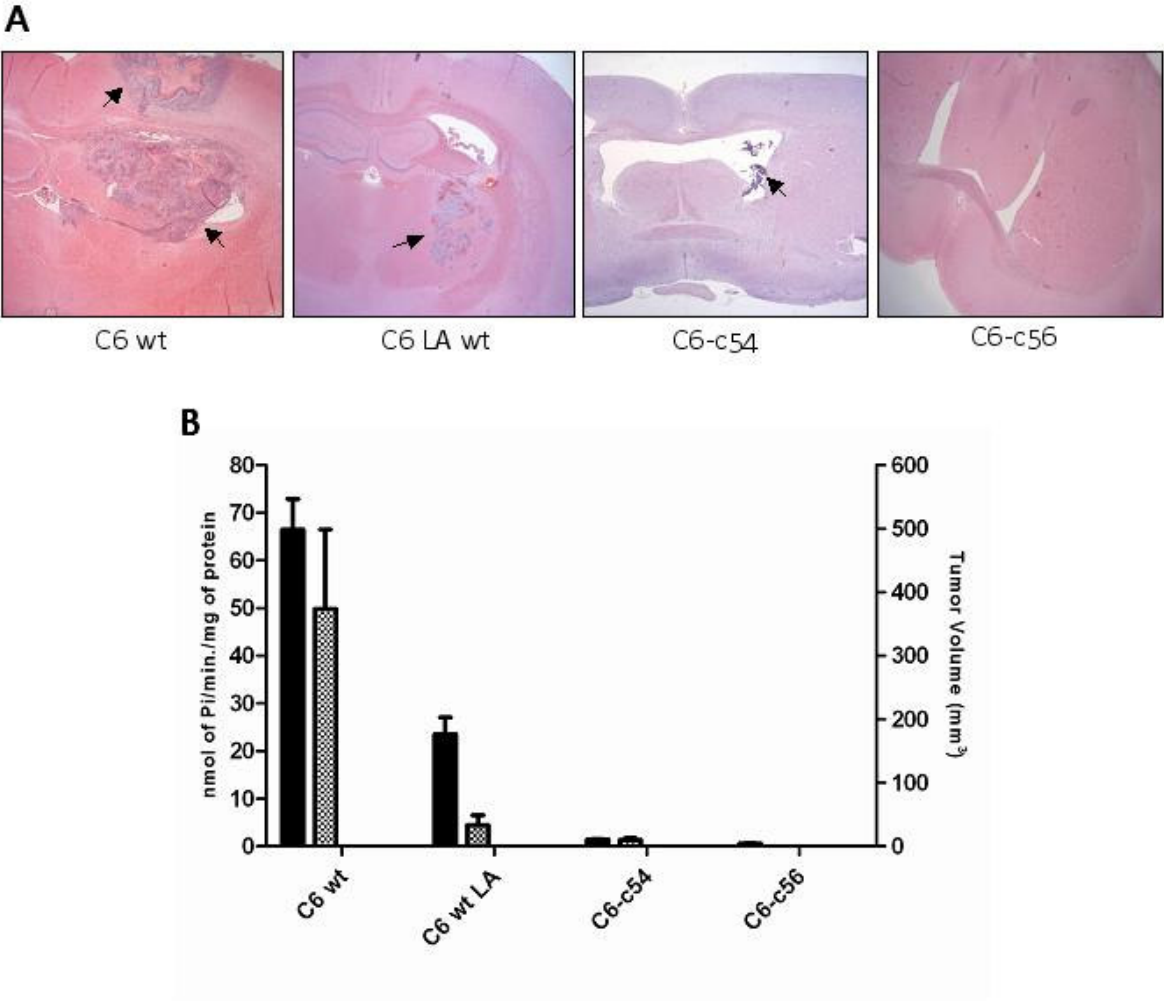 A
C6 wt
C6 LA wt
C6-c54
C6-c56
B
nmol of Pi/min./mg of protein
80
70
60
50
40
30
20
10
0
600
500
400
300
200
100
0
Tumor Volume (mm³)
C6 wt
C6 wt LA
C6-c54
C6-c56